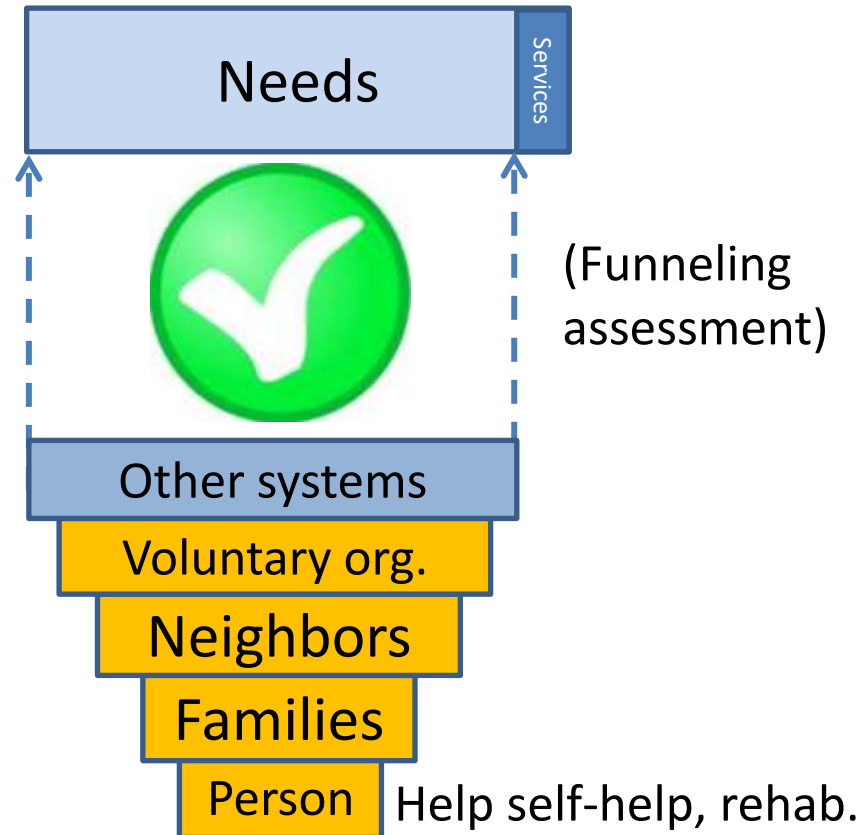 Needs
Services
(Funneling
assessment)
Other systems
Voluntary org.
Neighbors
Families
Person
Help self-help, rehab.